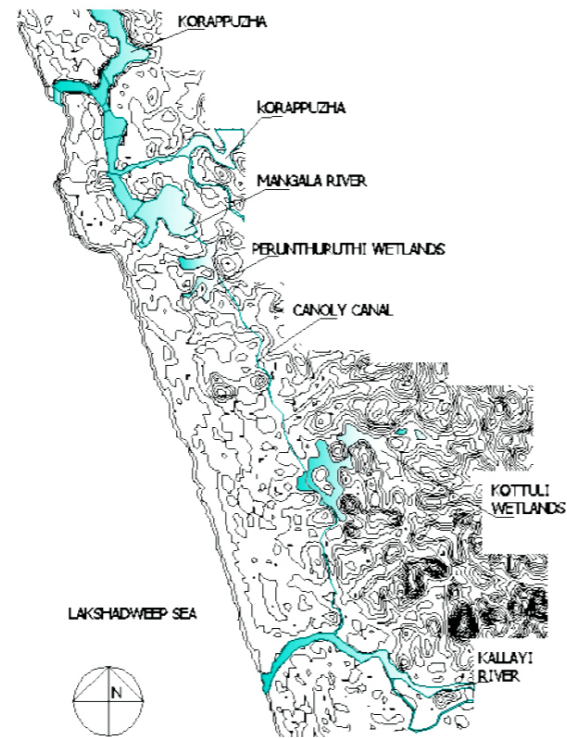 KORAPPUZHA
KORAPPUZHA
MANGALA RIVER
PERUNTHURUTHI WETLANDS
CANOLY CANAL
KOTTULI
WETLANDS
LAKSHADWEEP SEA
KALLAYI
RIVER
N